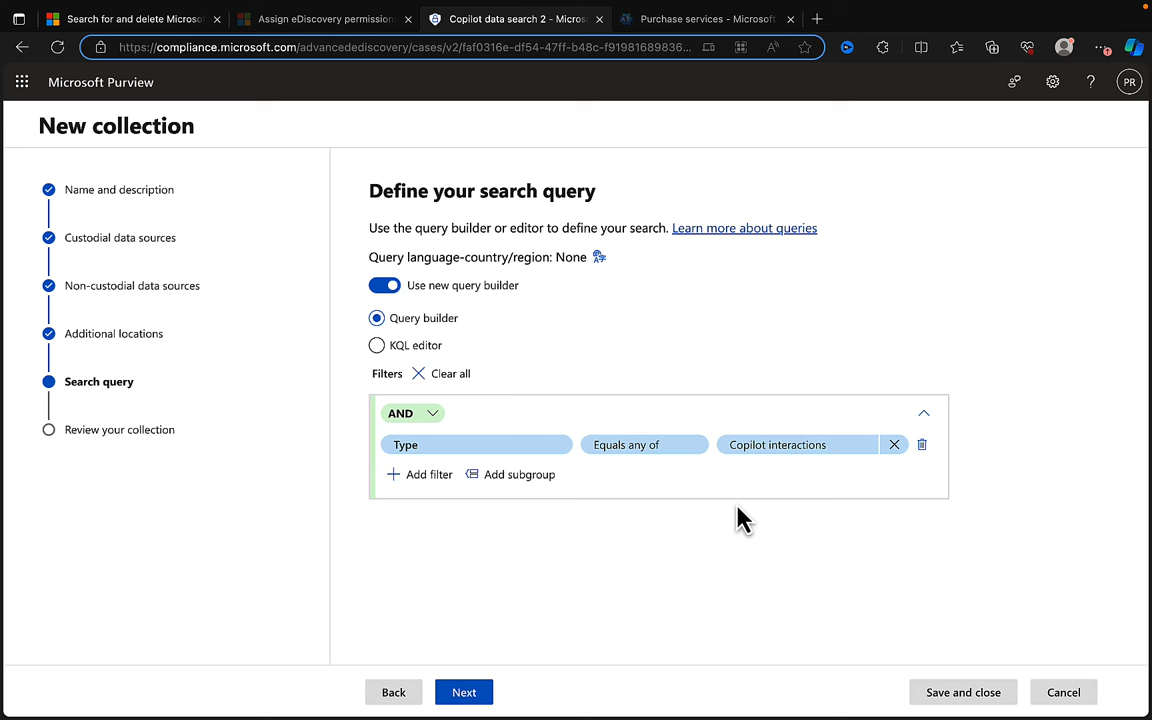 Search for and delete Microsof
Assign eDiscovery permission
Copilot data search 2 - Micros
Purchase services - Microsoft
https://compliance.microsoft.com/advancedediscovery/cases/v2/faf0316e-df54-47ff-b48c-f91981689836...
Microsoft Purview
PR
New collection
Name and description
Custodial data sources
Non-custodial data sources
Additional locations
Search query
Review your collection
Define your search query
Use the query builder or editor to define your search. Learn more about queries
Query language-country/region: None
Use new query builder
Query builder
KQL editor
Filters Clear all
AND
Type Equals any of Copilot interactions
Add filter Add subgroup
Back Next Save and close Cancel